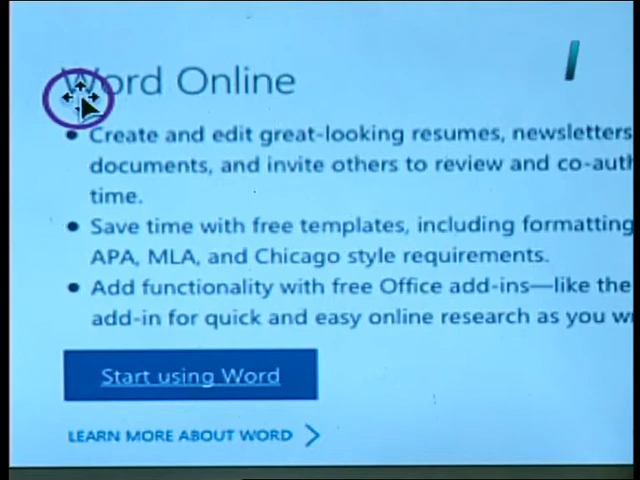 Word Online
Create and edit great-looking resumes, newsletters
documents, and invite others to review and
time.
Save time with free templates, including formatting
APA, MLA, and Chicago style requirements.
Add functionality with free Office add-ins—like the
add-in for quick and easy online research as you
Start using Word
LEARN MORE ABOUT WORD